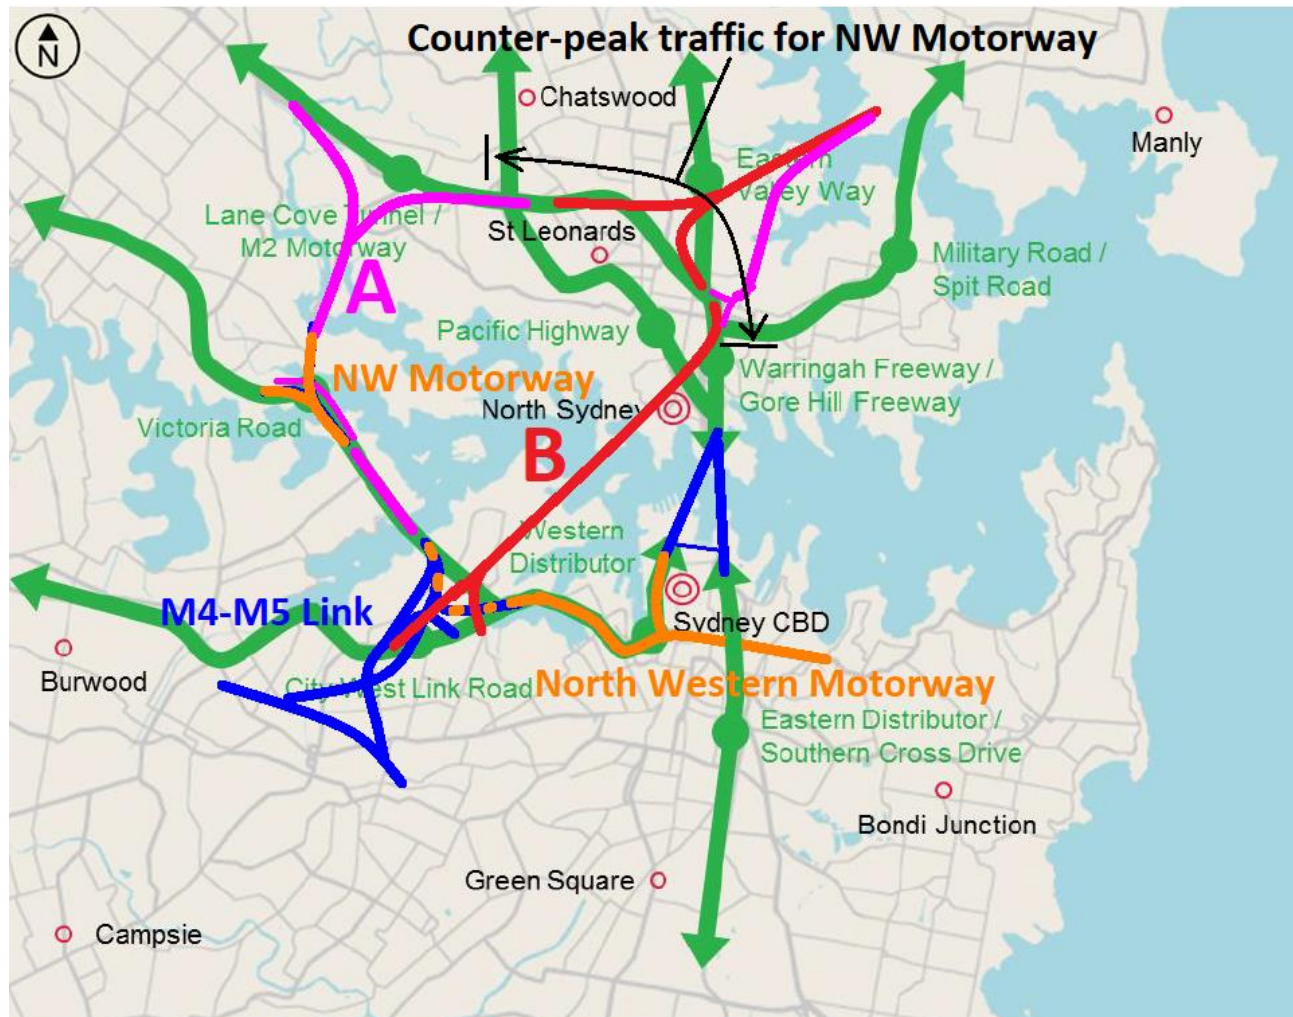 Counter-peak traffic for NW Motorway
N
Chatswood
Manly
Eastern
Valley Way
Lane Cove Tunnel /
M2 Motorway
St Leonards
Military Road /
Spit Road
A
Pacific Highway
NW Motorway
Warringah Freeway /
Gore Hill Freeway
North Sydney
Victoria Road
B
Western
Distributor
M4-M5 Link
Sydney CBD
Burwood
City West Link Road
North Western Motorway
Eastern Distributor /
Southern Cross Drive
Bondi Junction
Green Square
Campsie